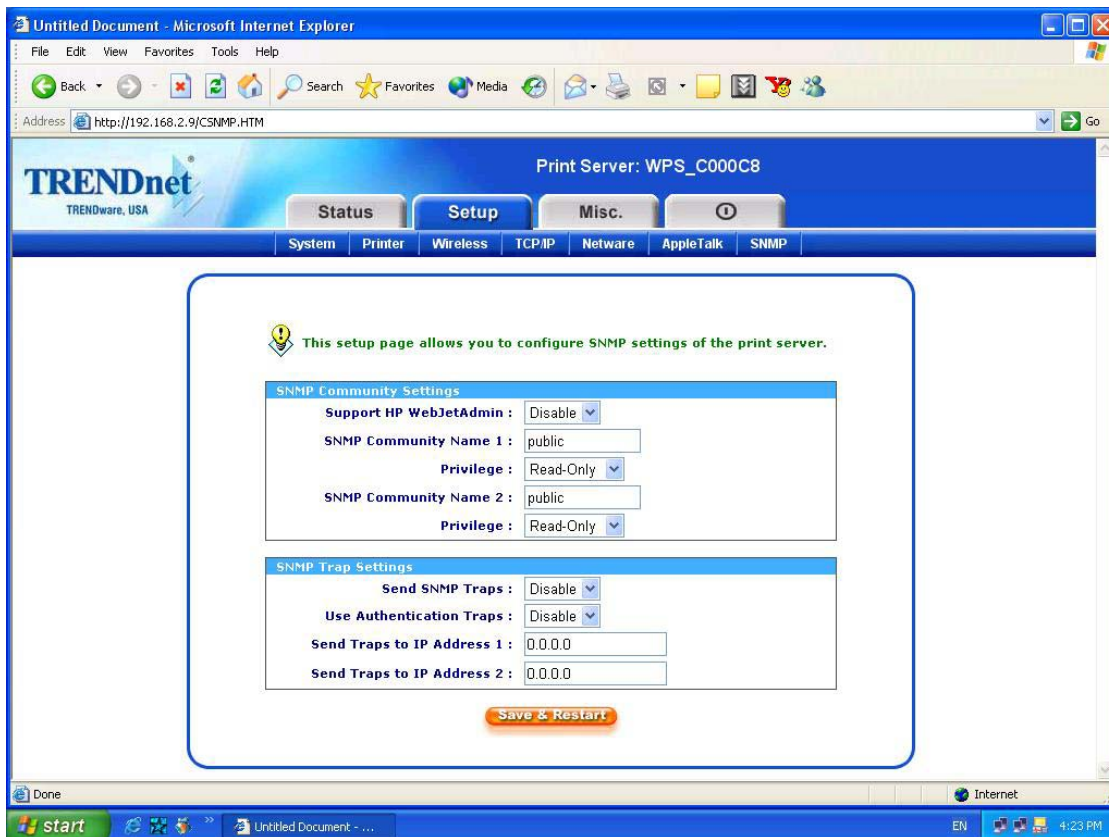 Untitled Document - Microsoft Internet Explorer
File Edit View Favorites Tools Help
Back Search Favorites Media
Address http://192.168.2.9/CSNMP.HTM Go
TRENDnet
TRENDware, USA
Print Server: WPS_C000C8
Status Setup Misc.
System Printer Wireless TCP/IP Netware AppleTalk SNMP
This setup page allows you to configure SNMP settings of the print server.
SNMP Community Settings
Support HP WebJetAdmin : Disable
SNMP Community Name 1 : public
Privilege : Read-Only
SNMP Community Name 2 : public
Privilege : Read-Only
SNMP Trap Settings
Send SNMP Traps : Disable
Use Authentication Traps : Disable
Send Traps to IP Address 1 : 0.0.0.0
Send Traps to IP Address 2 : 0.0.0.0
Save & Restart
Done Internet
start Untitled Document - ... EN 4:23 PM